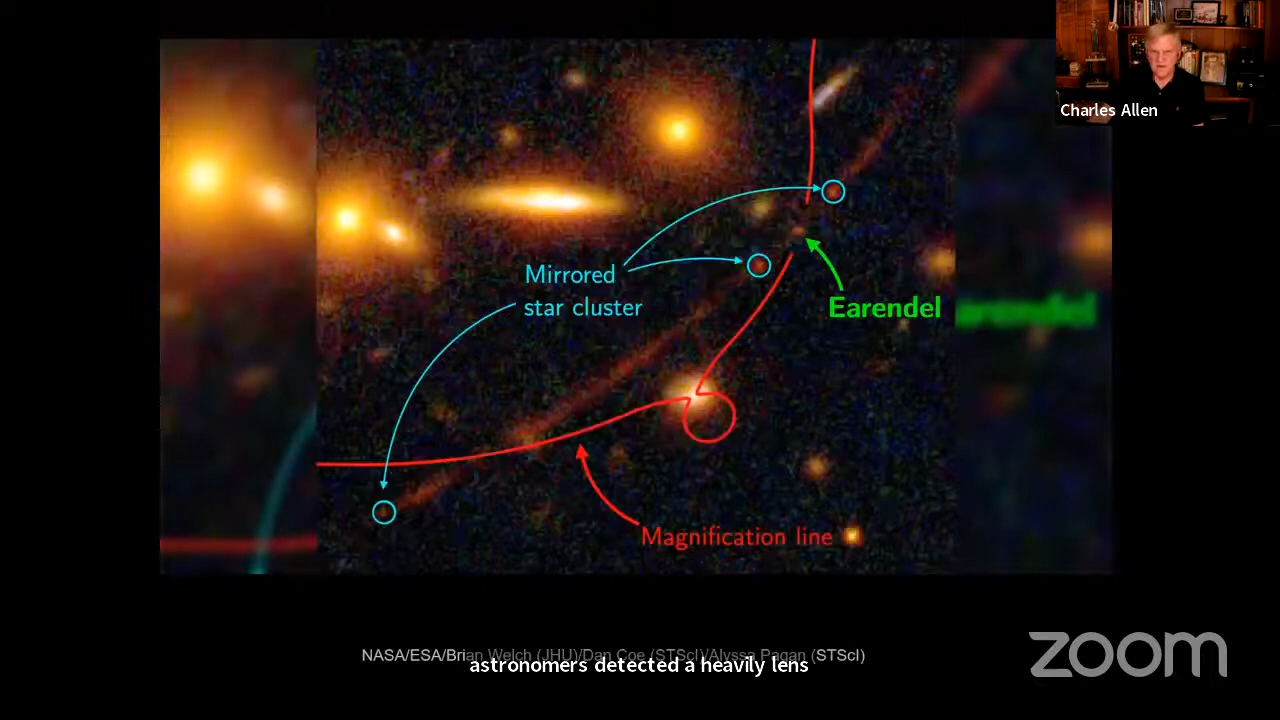 Charles Allen
Mirrored
star cluster
Earendel
arendel
Magnification line
NASA/ESA/Brian Welch (JHU)/Dan Coe (STScI)/Alyssa Pagan (STScI)
astronomers detected a heavily lens
zoom